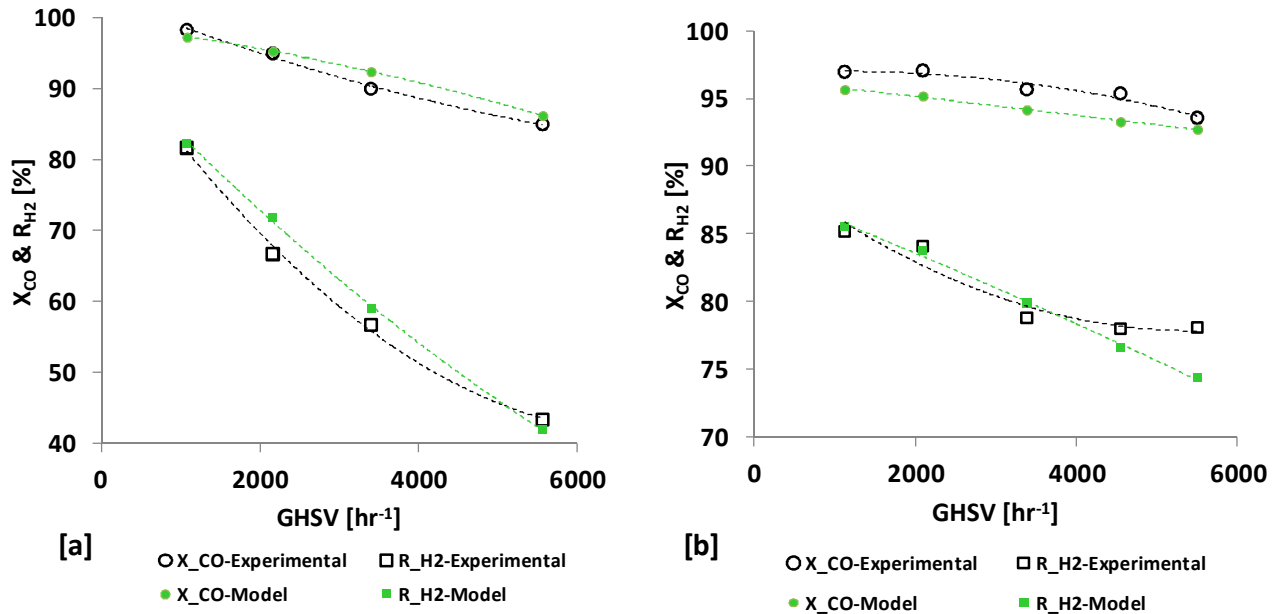 100
90
80
70
60
50
40
X_CO & R_H2 [%]
0
2000
4000
6000
GHSV [hr-1]
[a]
X_CO-Experimental
R_H2-Experimental
X_CO-Model
R_H2-Model
100
95
90
85
80
75
70
X_CO & R_H2 [%]
0
2000
4000
6000
GHSV [hr-1]
[b]
X_CO-Experimental
R_H2-Experimental
X_CO-Model
R_H2-Model